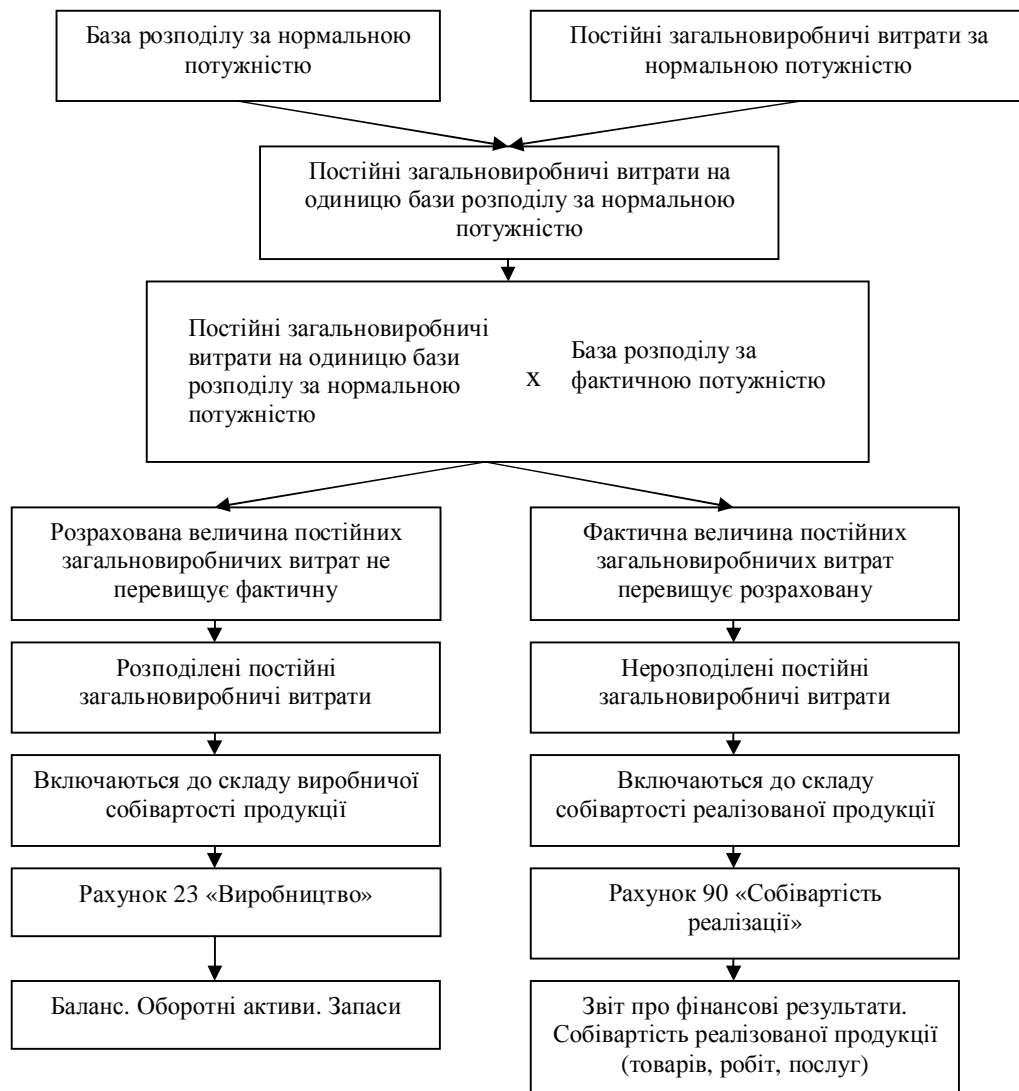 База розподілу за нормальною
потужністю
Постійні загальновиробничі витрати за
нормальною потужністю
Постійні загальновиробничі витрати на
одиницю бази розподілу за нормальною
потужністю
Постійні загальновиробничі
витрати на одиницю бази
розподілу за нормальною
потужністю
х
База розподілу за
фактичною потужністю
Розрахована величина постійних
загальновиробничих витрат не
перевищує фактичну
Фактична величина постійних
загальновиробничих витрат
перевищує розраховану
Розподілені постійні
загальновиробничі витрати
Нерозподілені постійні
загальновиробничі витрати
Включаються до складу виробничої
собівартості продукції
Включаються до складу
собівартості реалізованої продукції
Рахунок 23 «Виробництво»
Рахунок 90 «Собівартість
реалізації»
Баланс. Оборотні активи. Запаси
Звіт про фінансові результати.
Собівартість реалізованої продукції
(товарів, робіт, послуг)